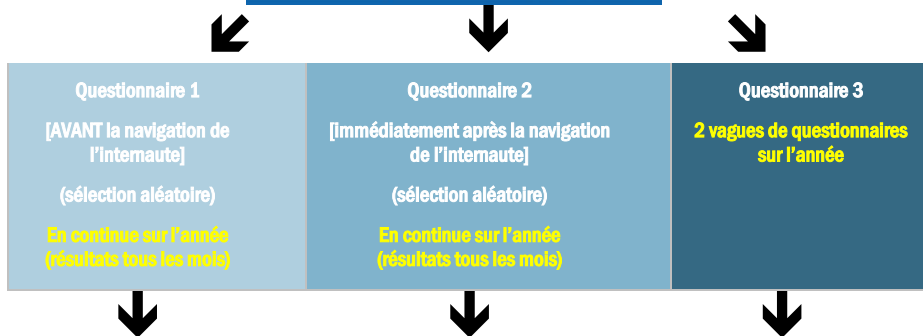 Questionnaire 1
[AVANT la navigation de
l'internaute]
(sélection aléatoire)
En continue sur l'année
(résultats tous les mois)
Questionnaire 2
[immédiatement après la navigation
de l'internaute]
(sélection aléatoire)
En continue sur l'année
(résultats tous les mois)
Questionnaire 3
2 vagues de questionnaires
sur l'année